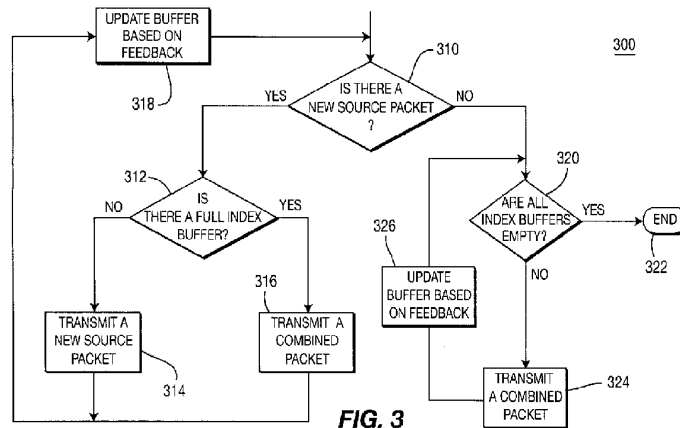 UPDATE BUFFER
BASED ON
FEEDBACK
318
310
300
IS THERE A
NEW SOURCE PACKET
?
YES
NO
312
IS
THERE A FULL INDEX
BUFFER?
NO
YES
320
ARE ALL
INDEX BUFFERS
EMPTY?
YES
END
322
NO
326
UPDATE
BUFFER BASED
ON FEEDBACK
316
TRANSMIT A
NEW SOURCE
PACKET
314
TRANSMIT A
COMBINED
PACKET
TRANSMIT
A COMBINED
PACKET
324
FIG. 3